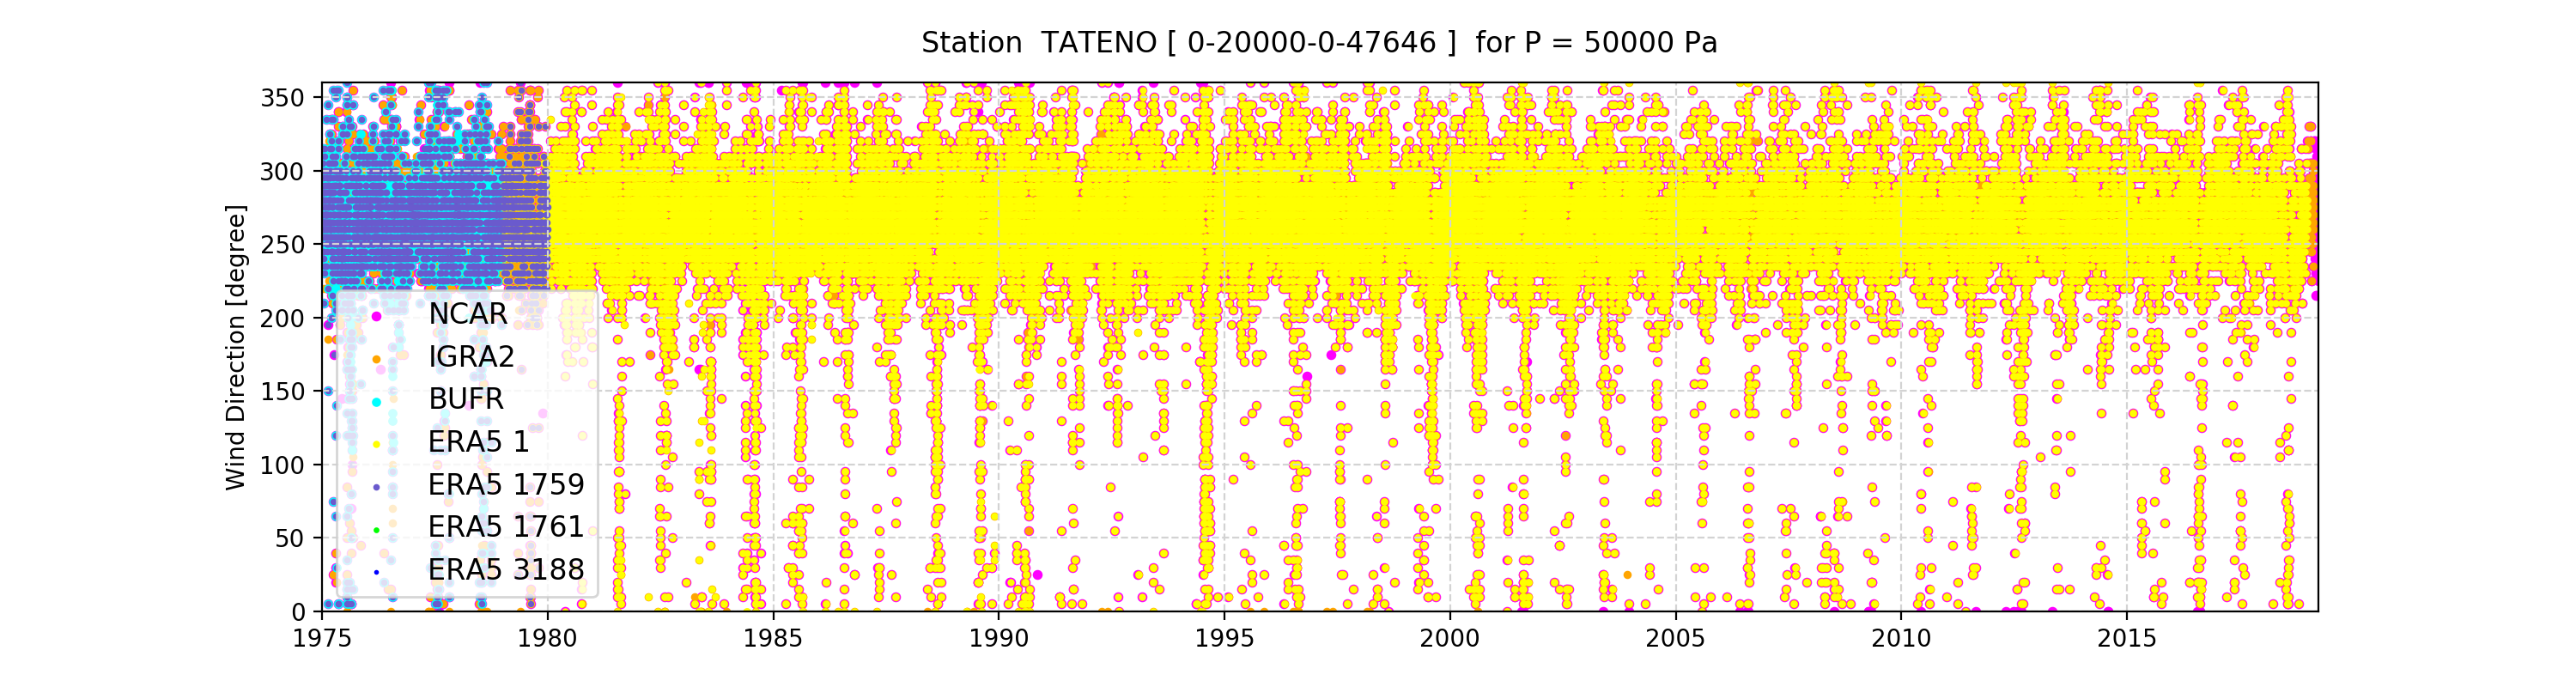 Station  TATENO [ 0-20000-0-47646 ]  for P = 50000 Pa
Wind Direction [degree]
350
300
250
200
150
100
50
0
NCAR
IGRA2
BUFR
ERA5 1
ERA5 1759
ERA5 1761
ERA5 3188
1975 1980 1985 1990 1995 2000 2005 2010 2015